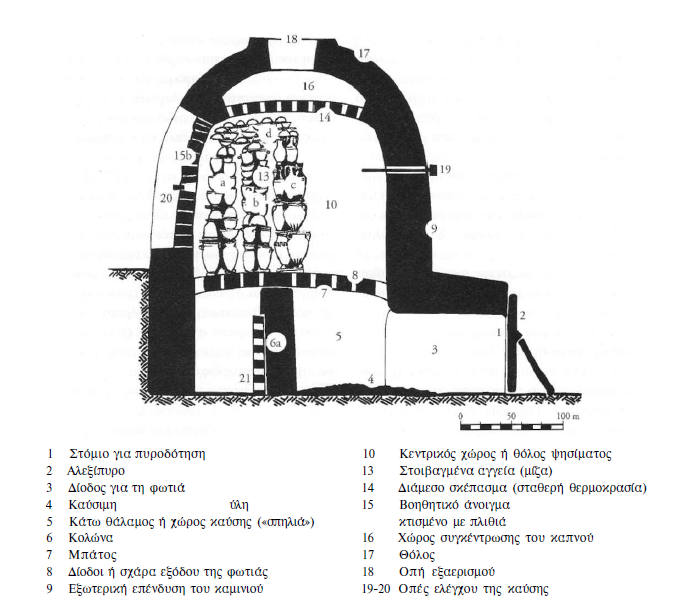 18
17
16
14
15b
d
a
13
c
b
20
10
19
9
8
7
6a
5
3
2
1
21
4
0 50 100 m
1 Στόμιο για πυροδότηση
2 Αλεξίπυρο
3 Δίοδος για τη φωτιά
4 Καύσιμη ύλη
5 Κάτω θάλαμος ή χώρος καύσης («σπηλιά»)
6 Κολώνα
7 Μπάτος
8 Δίοδοι ή σχάρα εξόδου της φωτιάς
9 Εξωτερική επένδυση του καμινιού
10 Κεντρικός χώρος ή θόλος ψησίματος
13 Στοιβαγμένα αγγεία (μίζα)
14 Διάμεσο σκέπασμα (σταθερή θερμοκρασία)
15 Βοηθητικό άνοιγμα
κτισμένο με πλιθιά
16 Χώρος συγκέντρωσης του καπνού
17 Θόλος
18 Οπή εξαερισμού
19-20 Οπές ελέγχου της καύσης